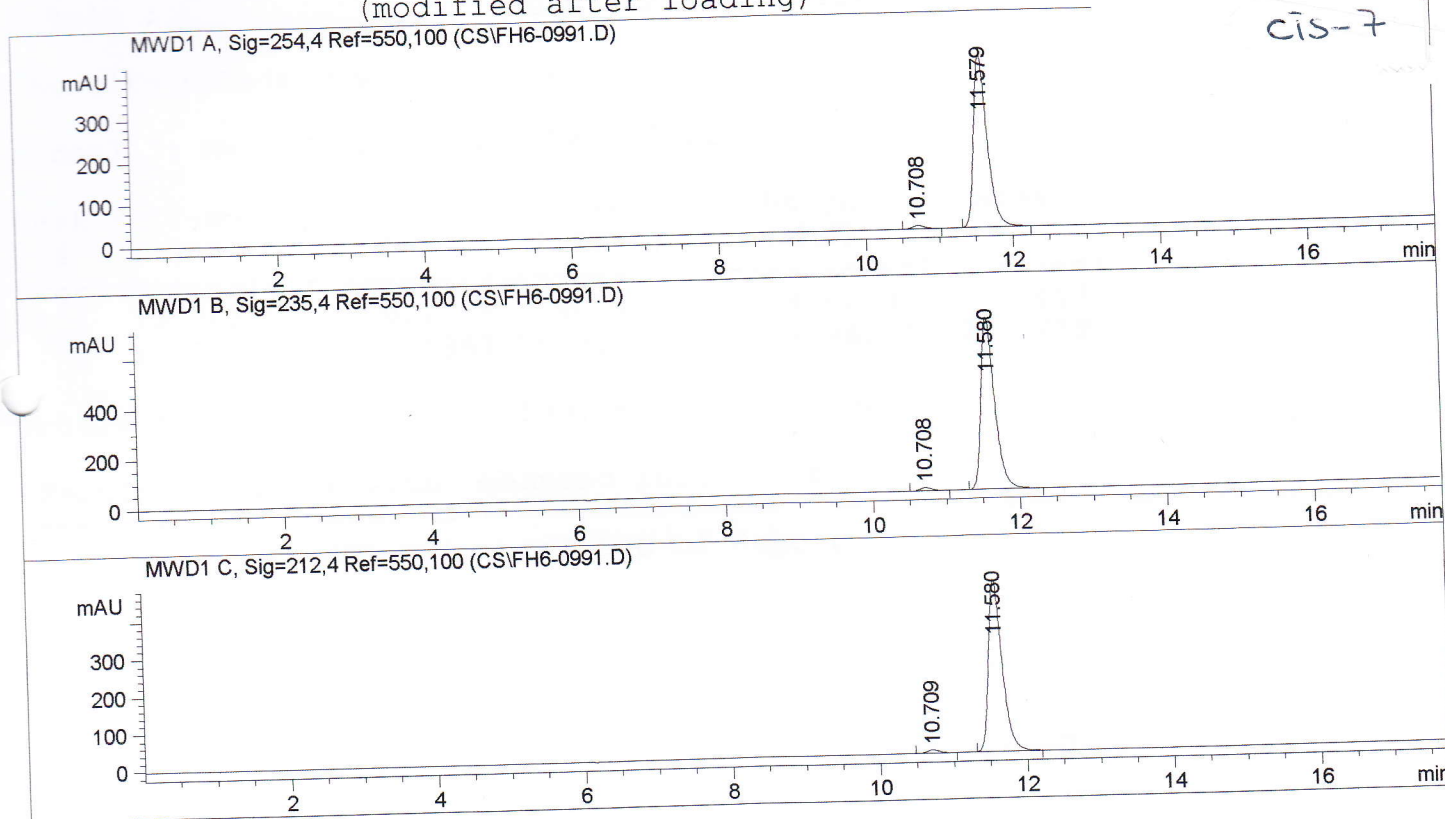 (modified after loading)
cis-7
MWD1 A, Sig=254,4 Ref=550,100 (CS\FH6-0991.D)
mAU
300
200
100
0
10.708
11.579
2 4 6 8 10 12 14 16 min
MWD1 B, Sig=235,4 Ref=550,100 (CS\FH6-0991.D)
mAU
400
200
0
10.708
11.580
2 4 6 8 10 12 14 16 min
MWD1 C, Sig=212,4 Ref=550,100 (CS\FH6-0991.D)
mAU
300
200
100
0
10.709
11.580
2 4 6 8 10 12 14 16 min